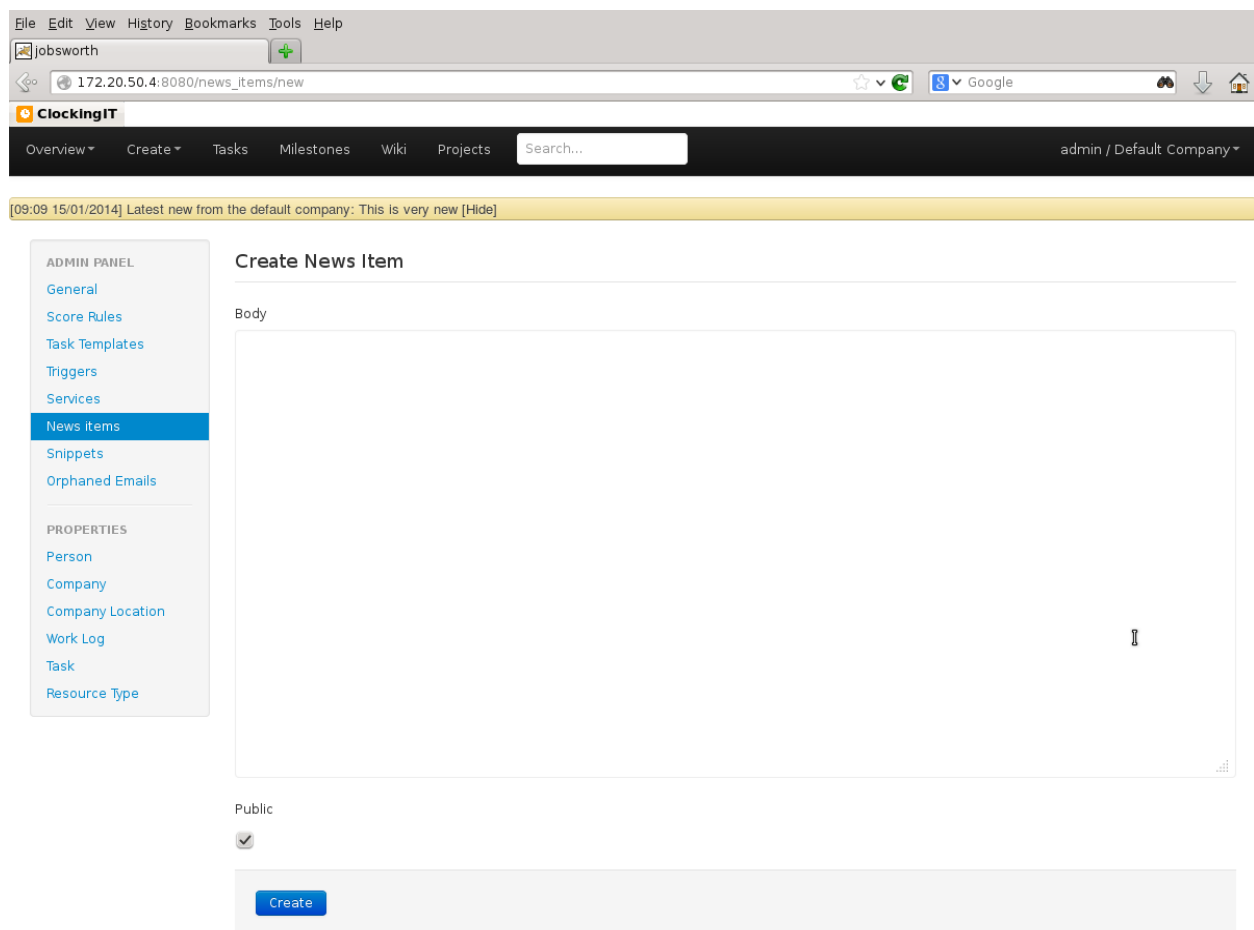 File Edit View History Bookmarks Tools Help
jobsworth
172.20.50.4:8080/news_items/new
Google
ClockingIT
Overview Create Tasks Milestones Wiki Projects Search... admin / Default Company
[09:09 15/01/2014] Latest new from the default company: This is very new [Hide]
ADMIN PANEL
General
Score Rules
Task Templates
Triggers
Services
News items
Snippets
Orphaned Emails
PROPERTIES
Person
Company
Company Location
Work Log
Task
Resource Type
Create News Item
Body
Public
Create